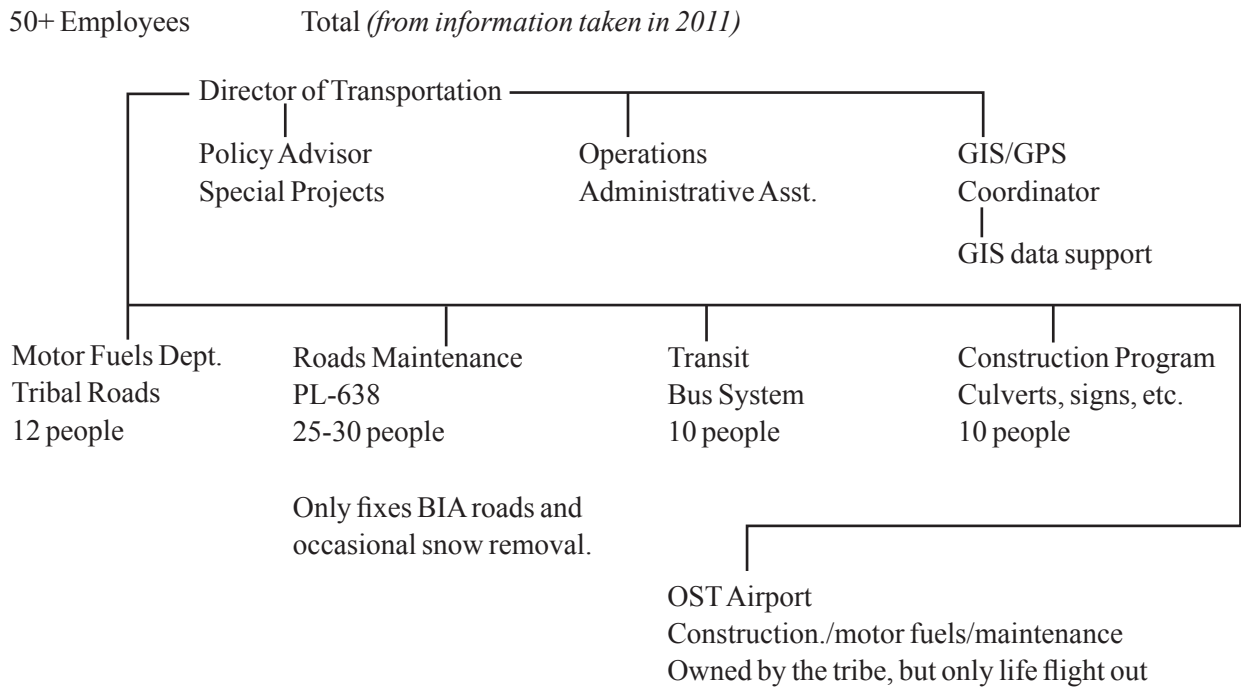 50+ Employees Total (from information taken in 2011)
Director of Transportation
Policy Advisor
Special Projects
Operations
Administrative Asst.
GIS/GPS
Coordinator
GIS data support
Motor Fuels Dept.
Tribal Roads
12 people
Roads Maintenance
PL-638
25-30 people
Only fixes BIA roads and
occasional snow removal.
Transit
Bus System
10 people
Construction Program
Culverts, signs, etc.
10 people
OST Airport
Construction./motor fuels/maintenance
Owned by the tribe, but only life flight out